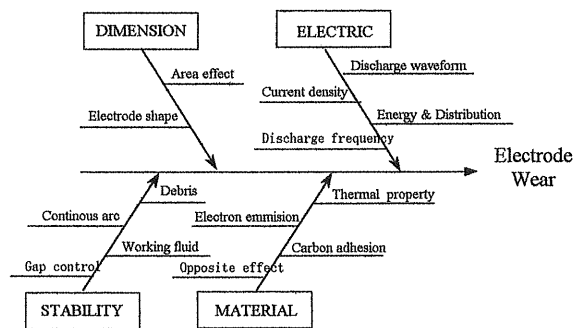 DIMENSION
ELECTRIC
Area effect
Electrode shape
Discharge waveform
Current density
Energy & Distribution
Discharge frequency
Electrode
Wear
Debris
Continous arc
Working fluid
Gap control
Thermal property
Electron emmision
Carbon adhesion
Opposite effect
STABILITY
MATERIAL